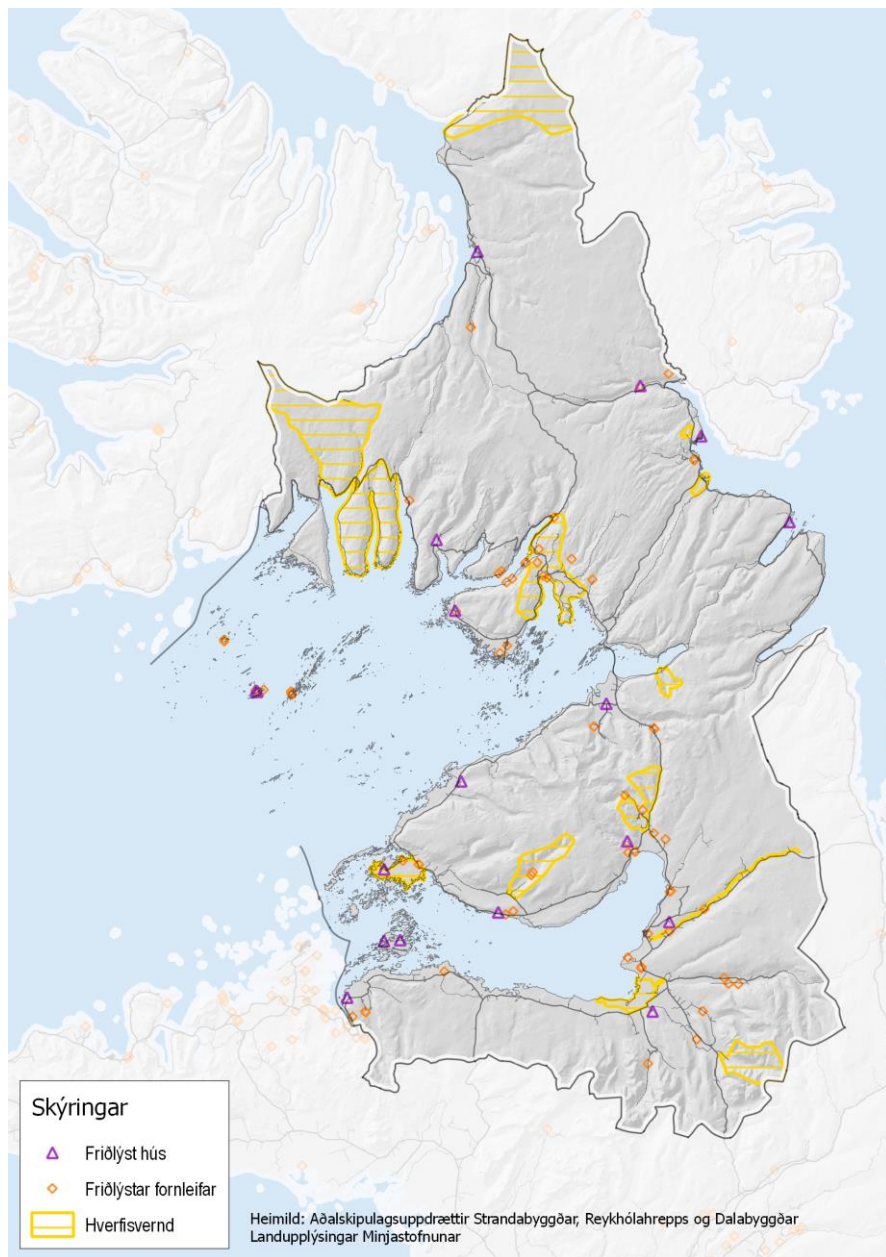 Skýringar
Friðlýst hús
Friðlýstar fornleifar
Hverfisvernd
Heimild: Aðalskipulagsuppdrættir Strandabyggðar, Reykhólahrepps og Dalabyggðar
Landupplýsingar Minjastofnunar